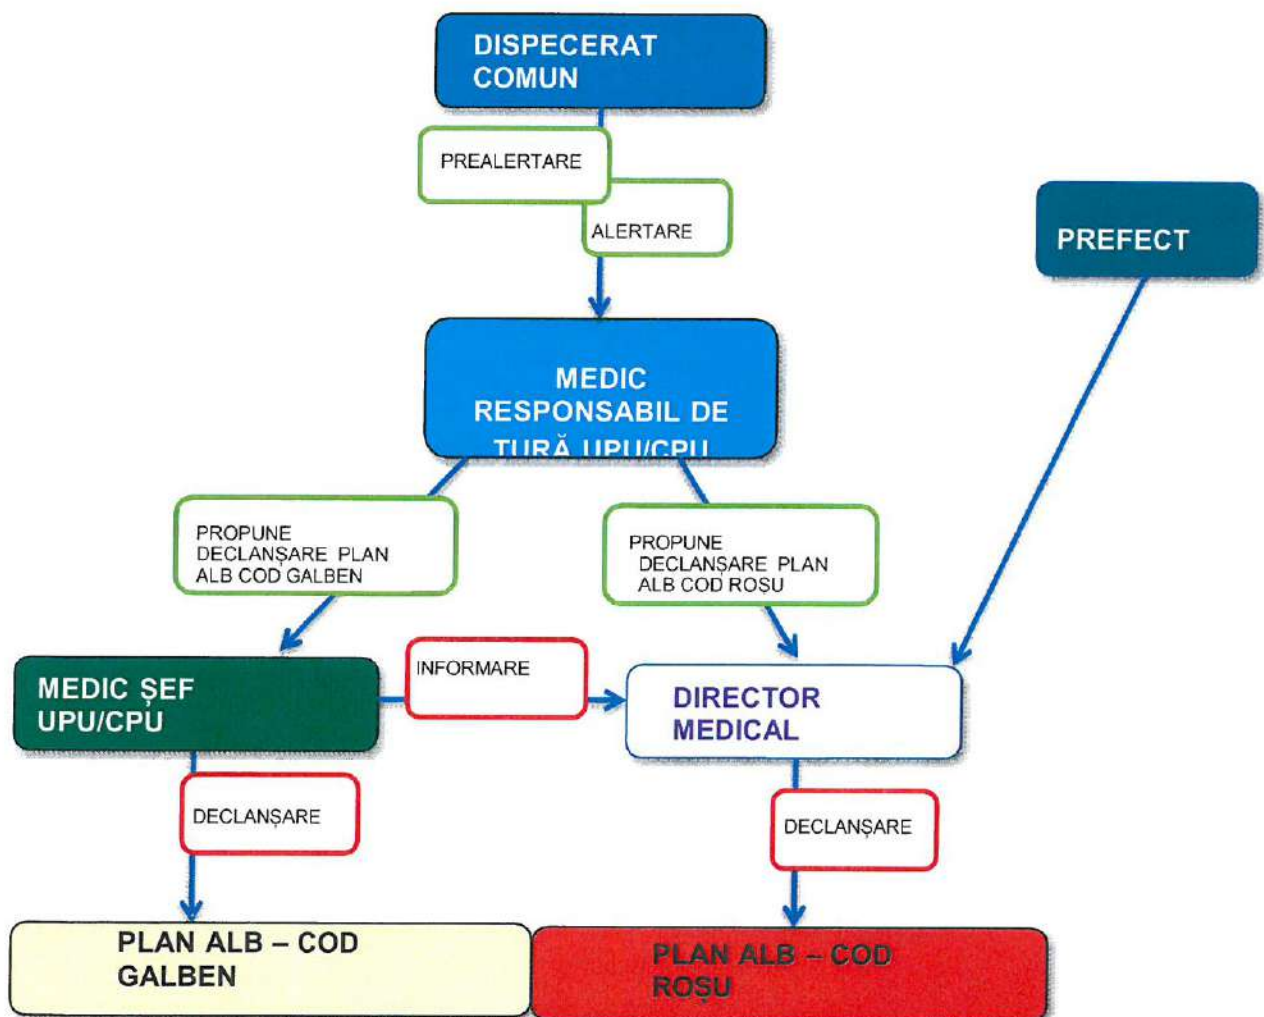 DISPECERAT
COMUN
PREALERTARE
ALERTARE
PREFECT
MEDIC
RESPONSABIL DE
TURĂ UPU/CPU
PROPUNE
DECLANȘARE PLAN
ALB COD GALBEN
PROPUNE
DECLANȘARE PLAN
ALB COD ROȘU
MEDIC ȘEF
UPU/CPU
INFORMARE
DIRECTOR
MEDICAL
DECLANȘARE
DECLANȘARE
PLAN ALB – COD
GALBEN
PLAN ALB – COD
ROȘU